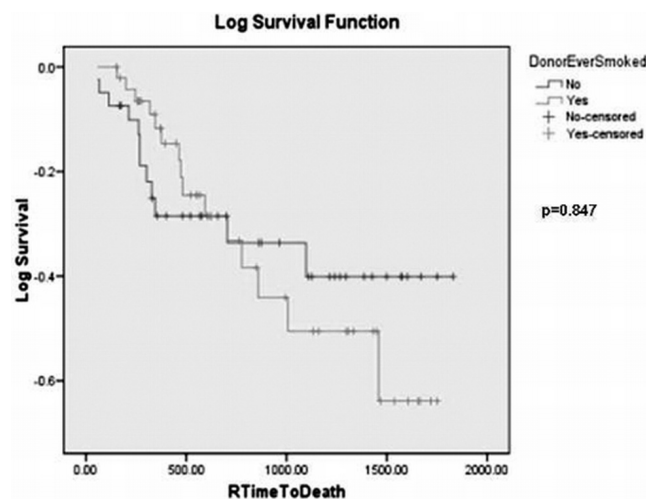 Log Survival Function
DonorEverSmoked
No
Yes
No-censored
Yes-censored
p=0.847
Log Survival
0.0
-0.2
-0.4
-0.6
0.00 500.00 1000.00 1500.00 2000.00
RTimeToDeath